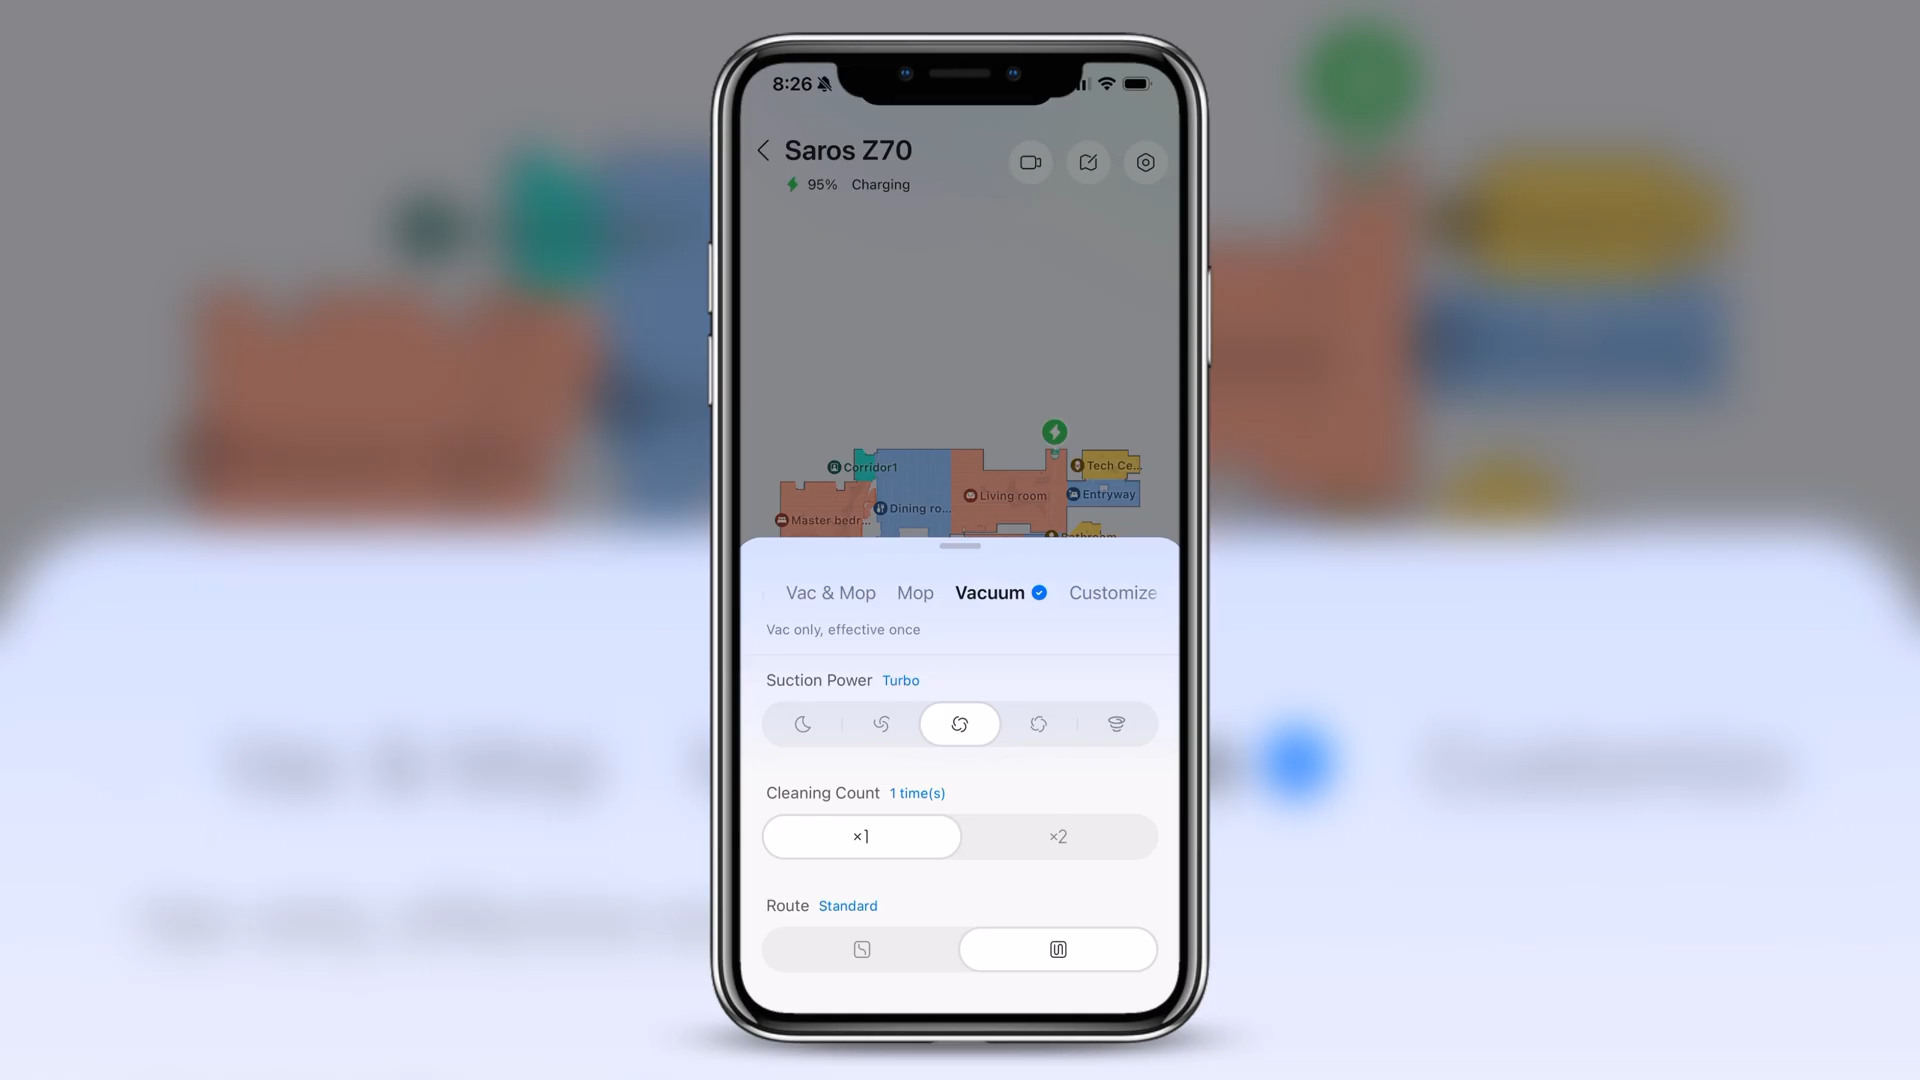 8:26
Saros Z70
95% Charging
Corridor1
Tech Ce...
Living room
Entryway
Dining ro...
Master bedr...
Bathroom
Vac & Mop Mop Vacuum Customize
Vac only, effective once
Suction Power Turbo
Cleaning Count 1 time(s)
×1 ×2
Route Standard